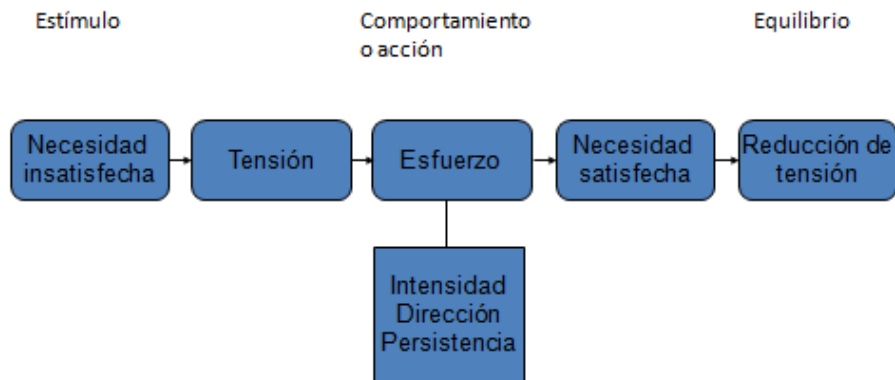 Estímulo
Comportamiento
o acción
Equilibrio
Necesidad
insatisfecha
Tensión
Esfuerzo
Necesidad
satisfecha
Reducción de
tensión
Intensidad
Dirección
Persistencia